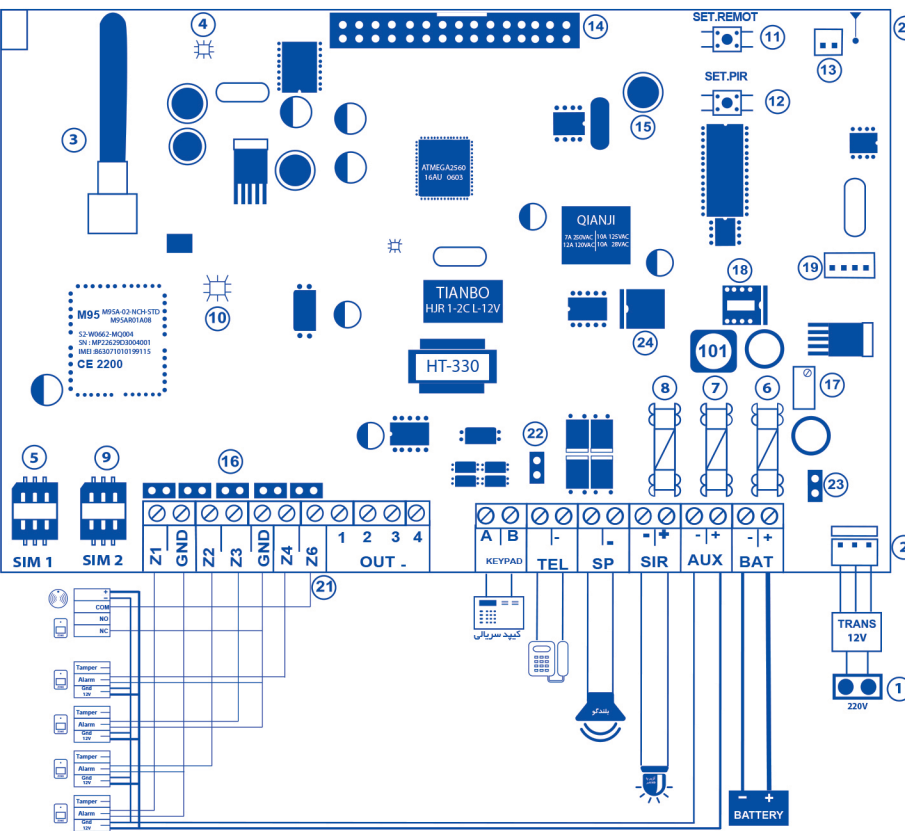 SET.REMOT
4
14
11
2
13
SET.PIR
12
3
15
ATMEGA2560
16AU 0603
QIANJI
7A 250VAC 10A 125VAC
12A 120VAC 10A 28VAC
19
18
10
TIANBO
HJR 1-2C L-12V
M95 M95A-02-NCH-STD
M95AR01A08
S2-W0662-MQ004
SN : MP22629D3004001
IMEI :863071010199115
CE 2200
24
101
HT-330
8
7
6
17
5
9
16
22
23
SIM 1
SIM 2
Z1
GND
Z2
Z3
GND
Z4
Z6
1 2 3 4
OUT -
21
A B
KEYPAD
|-
TEL
|-
SP
- +
SIR
- +
AUX
- +
BAT
2
+
-
COM
NO
NC
کیپد سریالی
TRANS
12V
1
220V
Tamper
Alarm
Gnd
12V
Tamper
Alarm
Gnd
12V
Tamper
Alarm
Gnd
12V
Tamper
Alarm
Gnd
12V
بلندگو
- +
BATTERY